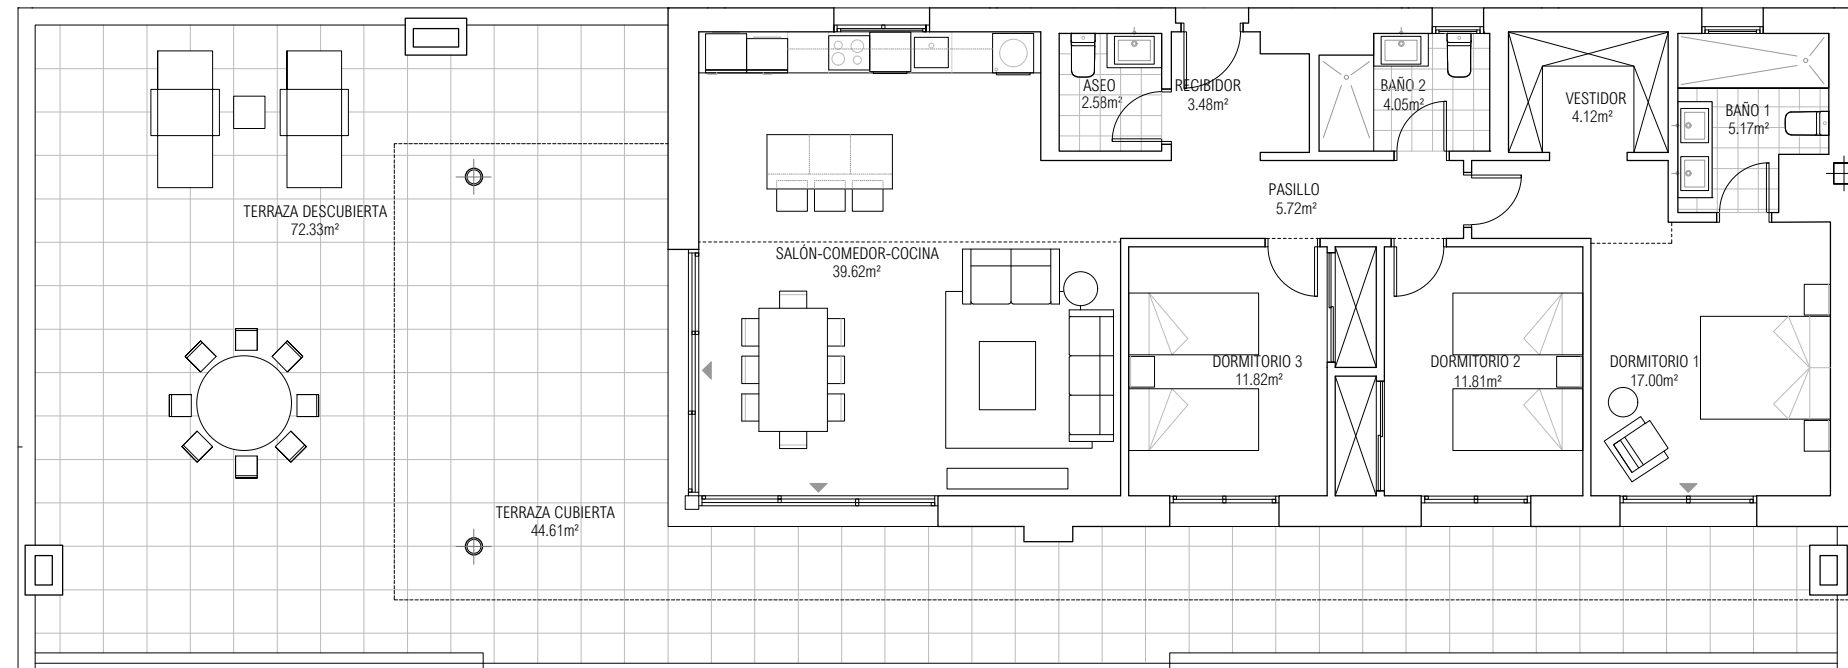 ASEO
2.58m²
RECIBIDOR
3.48m²
BAÑO 2
4.05m²
VESTIDOR
4.12m²
BAÑO 1
5.17m²
PASILLO
5.72m²
TERRAZA DESCUBIERTA
72.33m²
SALÓN-COMEDOR-COCINA
39.62m²
DORMITORIO 3
11.82m²
DORMITORIO 2
11.81m²
DORMITORIO 1
17.00m²
TERRAZA CUBIERTA
44.61m²